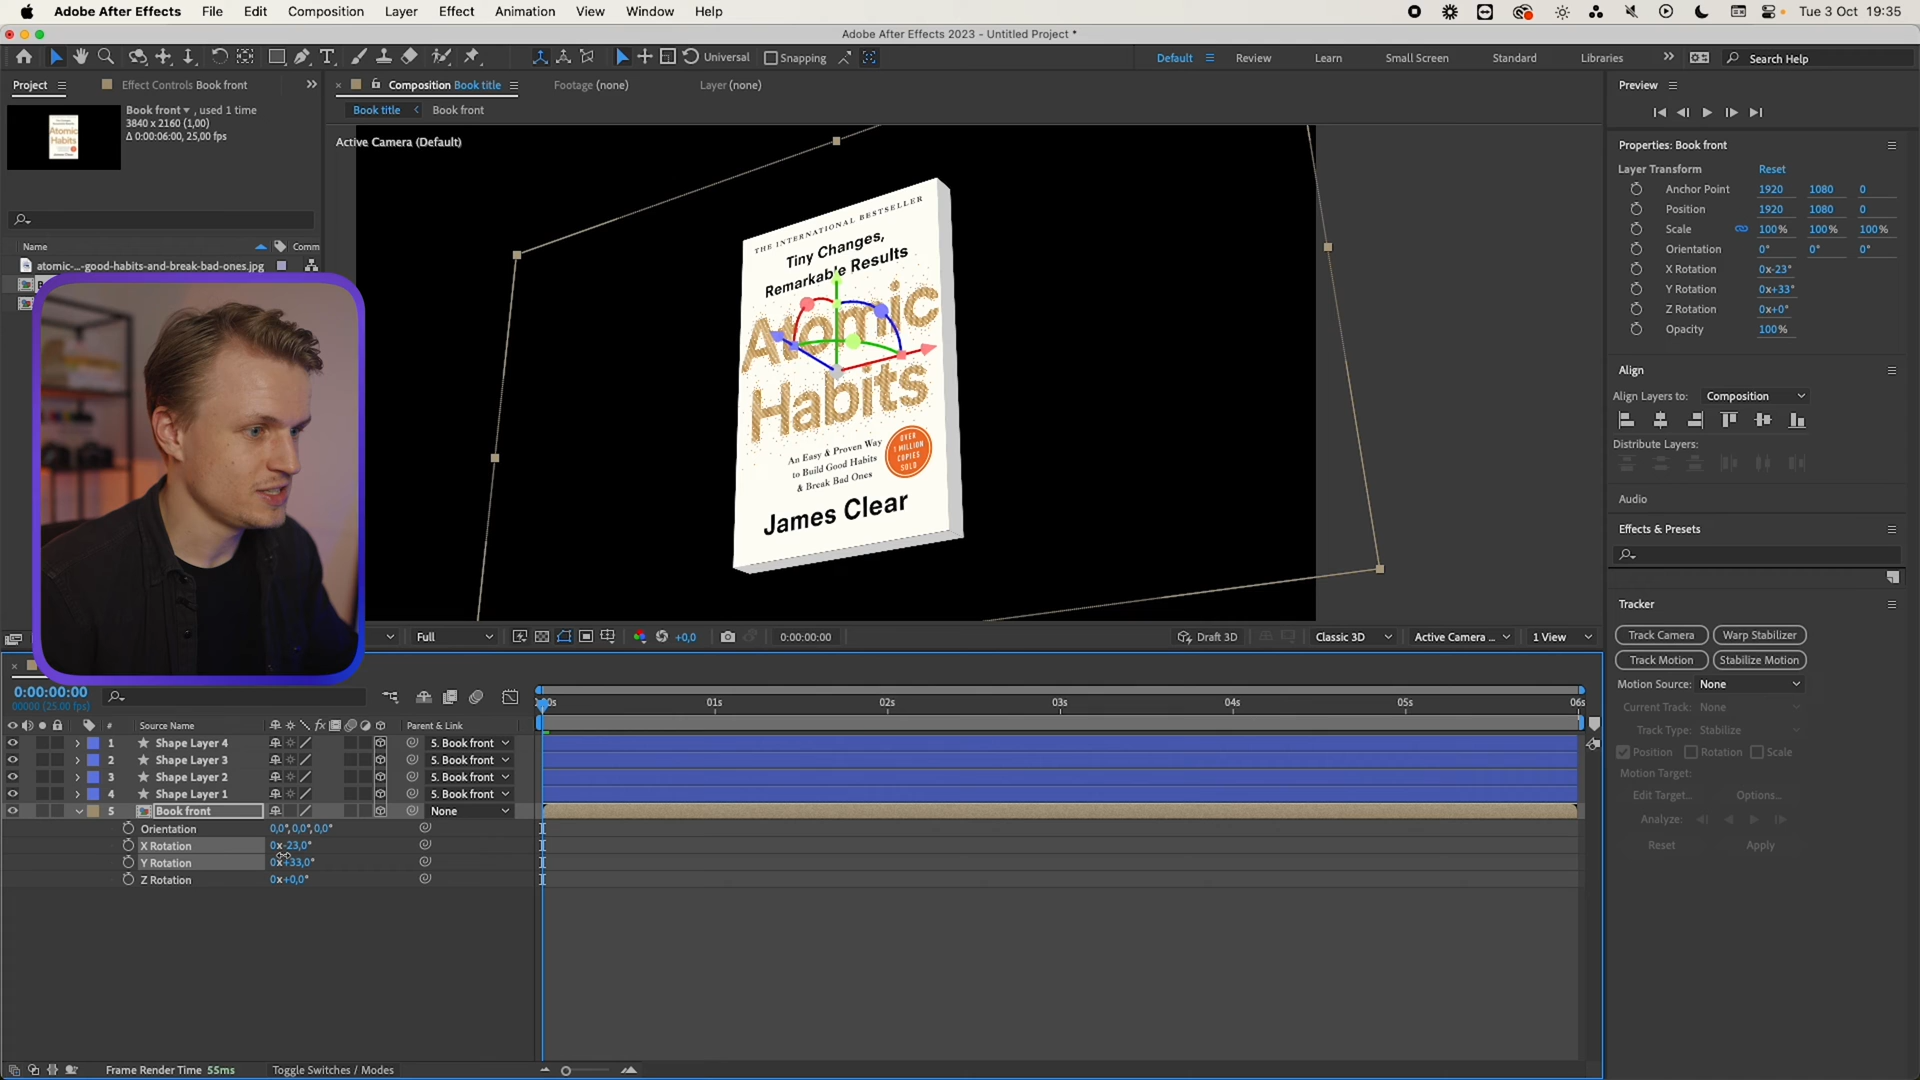 Adobe After Effects File Edit Composition Layer Effect Animation View Window Help Tue 3 Oct 19:35
Adobe After Effects 2023 - Untitled Project *
Universal Snapping Default Review Learn Small Screen Standard Libraries Search Help
Project Effect Controls Book front
Composition Book title Footage (none) Layer (none)
Book title Book front
Book front , used 1 time
3840 x 2160 (1,00)
Δ 0:00:06:00, 25,00 fps
Name Comm
atomic-...-good-habits-and-break-bad-ones.jpg
Active Camera (Default)
THE INTERNATIONAL BESTSELLER
Tiny Changes,
Remarkable Results
Atomic
Habits
An Easy & Proven Way
to Build Good Habits
& Break Bad Ones
OVER
1 MILLION
COPIES
SOLD
James Clear
Full +0,0 0:00:00:00 Draft 3D Classic 3D Active Camera ... 1 View
Preview
Properties: Book front
Layer Transform Reset
Anchor Point 1920 1080 0
Position 1920 1080 0
Scale 100% 100% 100%
Orientation 0° 0° 0°
X Rotation 0x-23°
Y Rotation 0x+33°
Z Rotation 0x+0°
Opacity 100%
Align
Align Layers to: Composition
Distribute Layers:
Audio
Effects & Presets
Tracker
Track Camera Warp Stabilizer
Track Motion Stabilize Motion
Motion Source: None
Current Track: None
Track Type: Stabilize
Position Rotation Scale
Motion Target:
Edit Target... Options...
Analyze:
Reset Apply
0:00:00:00
00000 (25.00 fps)
:00s 01s 02s 03s 04s 05s 06s
# Source Name Parent & Link
1 Shape Layer 4 5. Book front
2 Shape Layer 3 5. Book front
3 Shape Layer 2 5. Book front
4 Shape Layer 1 5. Book front
5 Book front None
Orientation 0,0°,0,0°,0,0°
X Rotation 0x-23,0°
Y Rotation 0x+33,0°
Z Rotation 0x+0,0°
Frame Render Time 55ms Toggle Switches / Modes